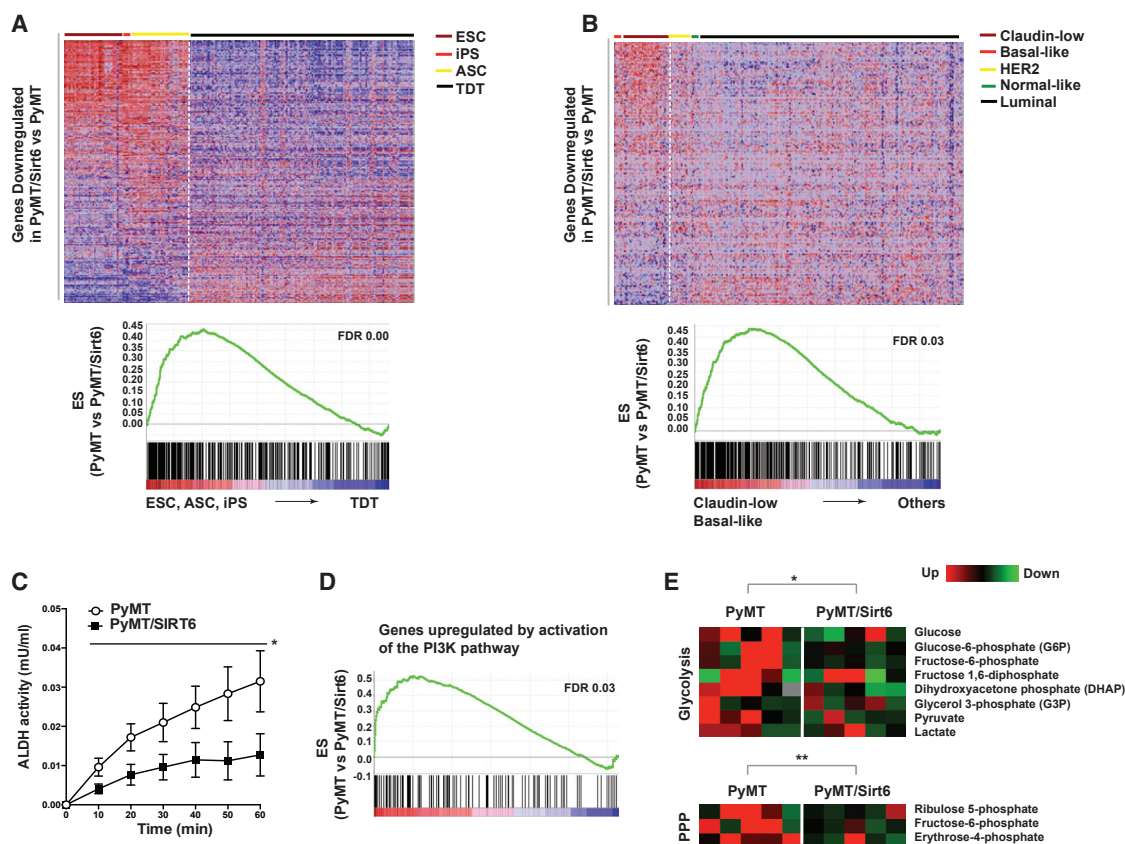 A
ESC
iPS
ASC
TDT
Genes Downregulated
in PyMT/Sirt6 vs PyMT
0.45
0.40
0.35
0.30
0.25
0.20
0.15
0.10
0.05
0.00
FDR 0.00
ES
(PyMT vs PyMT/Sirt6)
ESC, ASC, iPS
TDT
B
Claudin-low
Basal-like
HER2
Normal-like
Luminal
Genes Downregulated
in PyMT/Sirt6 vs PyMT
0.45
0.40
0.35
0.30
0.25
0.20
0.15
0.10
0.05
0.00
FDR 0.03
ES
(PyMT vs PyMT/Sirt6)
Claudin-low
Basal-like
Others
C
PyMT
PyMT/SIRT6
*
0.05
0.04
0.03
0.02
0.01
0.00
ALDH activity (mU/ml)
0 10 20 30 40 50 60
Time (min)
D
Genes upregulated by activation
of the PI3K pathway
FDR 0.03
0.5
0.4
0.3
0.2
0.1
0.0
-0.1
ES
(PyMT vs PyMT/Sirt6)
E
Up Down
*
PyMT PyMT/Sirt6
Glycolysis
Glucose
Glucose-6-phosphate (G6P)
Fructose-6-phosphate
Fructose 1,6-diphosphate
Dihydroxyacetone phosphate (DHAP)
Glycerol 3-phosphate (G3P)
Pyruvate
Lactate
**
PyMT PyMT/Sirt6
PPP
Ribulose 5-phosphate
Fructose-6-phosphate
Erythrose-4-phosphate